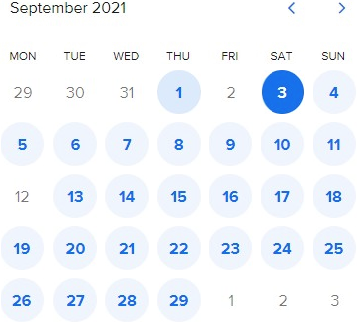 September 2021
MON TUE WED THU FRI SAT SUN
29 30 31 1 2 3 4
5 6 7 8 9 10 11
12 13 14 15 16 17 18
19 20 21 22 23 24 25
26 27 28 29 1 2 3